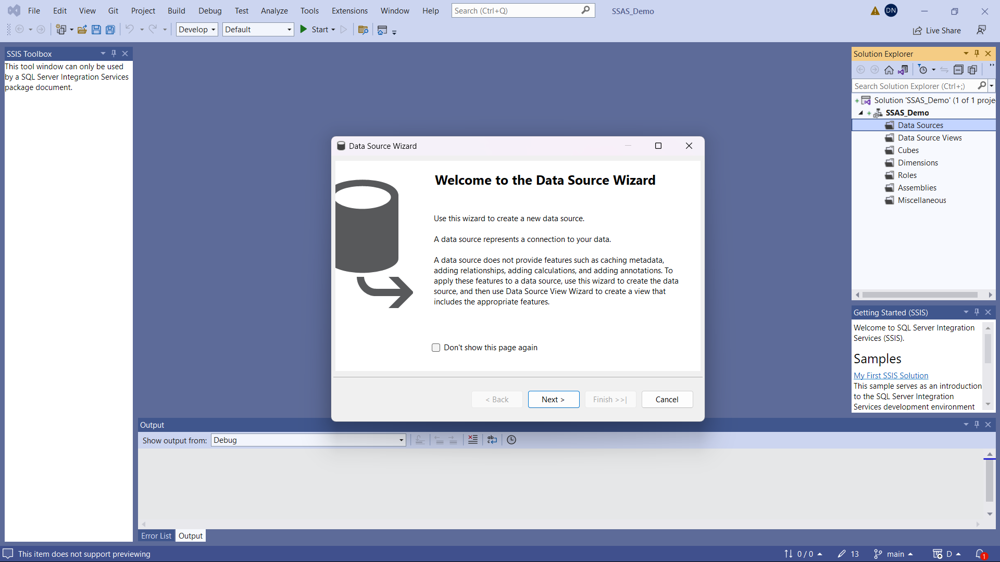 File Edit View Git Project Build Debug Test Analyze Tools Extensions Window Help Search (Ctrl+Q) SSAS_Demo DN
Develop Default Start Live Share
SSIS Toolbox
This tool window can only be used
by a SQL Server Integration Services
package document.
Data Source Wizard
Welcome to the Data Source Wizard
Use this wizard to create a new data source.
A data source represents a connection to your data.
A data source does not provide features such as caching metadata,
adding relationships, adding calculations, and adding annotations. To
apply these features to a data source, use this wizard to create the data
source, and then use Data Source View Wizard to create a view that
includes the appropriate features.
Don't show this page again
< Back Next > Finish >>| Cancel
Solution Explorer
Search Solution Explorer (Ctrl+;)
Solution 'SSAS_Demo' (1 of 1 proje
SSAS_Demo
Data Sources
Data Source Views
Cubes
Dimensions
Roles
Assemblies
Miscellaneous
Getting Started (SSIS)
Welcome to SQL Server Integration
Services (SSIS).
Samples
My First SSIS Solution
This sample serves as an introduction
to the SQL Server Integration
Services development environment
Output
Show output from: Debug
Error List Output
This item does not support previewing 0 / 0 13 main D 1